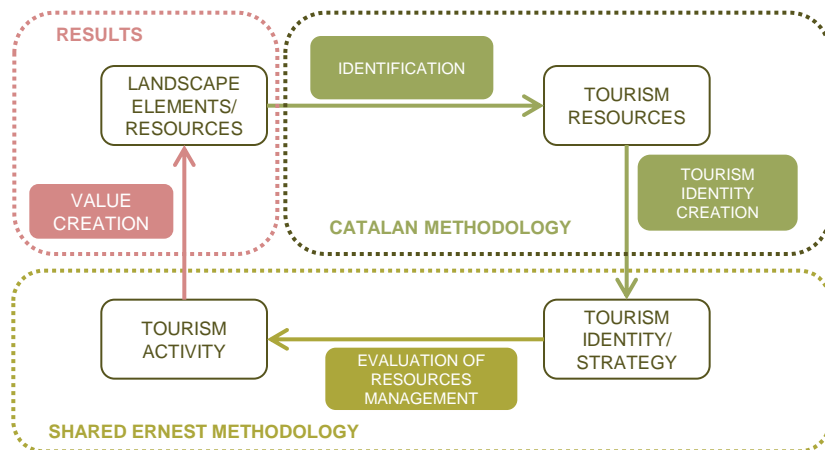 RESULTS
LANDSCAPE
ELEMENTS/
RESOURCES
IDENTIFICATION
TOURISM
RESOURCES
VALUE
CREATION
TOURISM
IDENTITY
CREATION
CATALAN METHODOLOGY
TOURISM
ACTIVITY
EVALUATION OF
RESOURCES
MANAGEMENT
TOURISM
IDENTITY/
STRATEGY
SHARED ERNEST METHODOLOGY